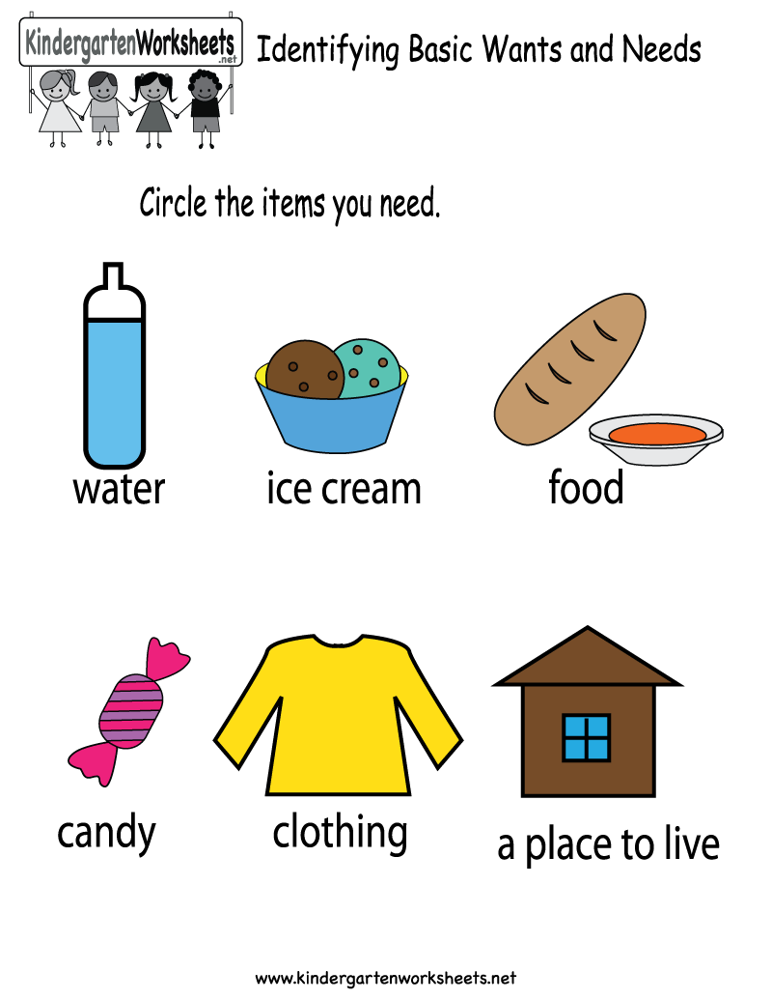 KindergartenWorksheets
.net
Identifying Basic Wants and Needs
Circle the items you need.
water
ice cream
food
candy
clothing
a place to live
www.kindergartenworksheets.net